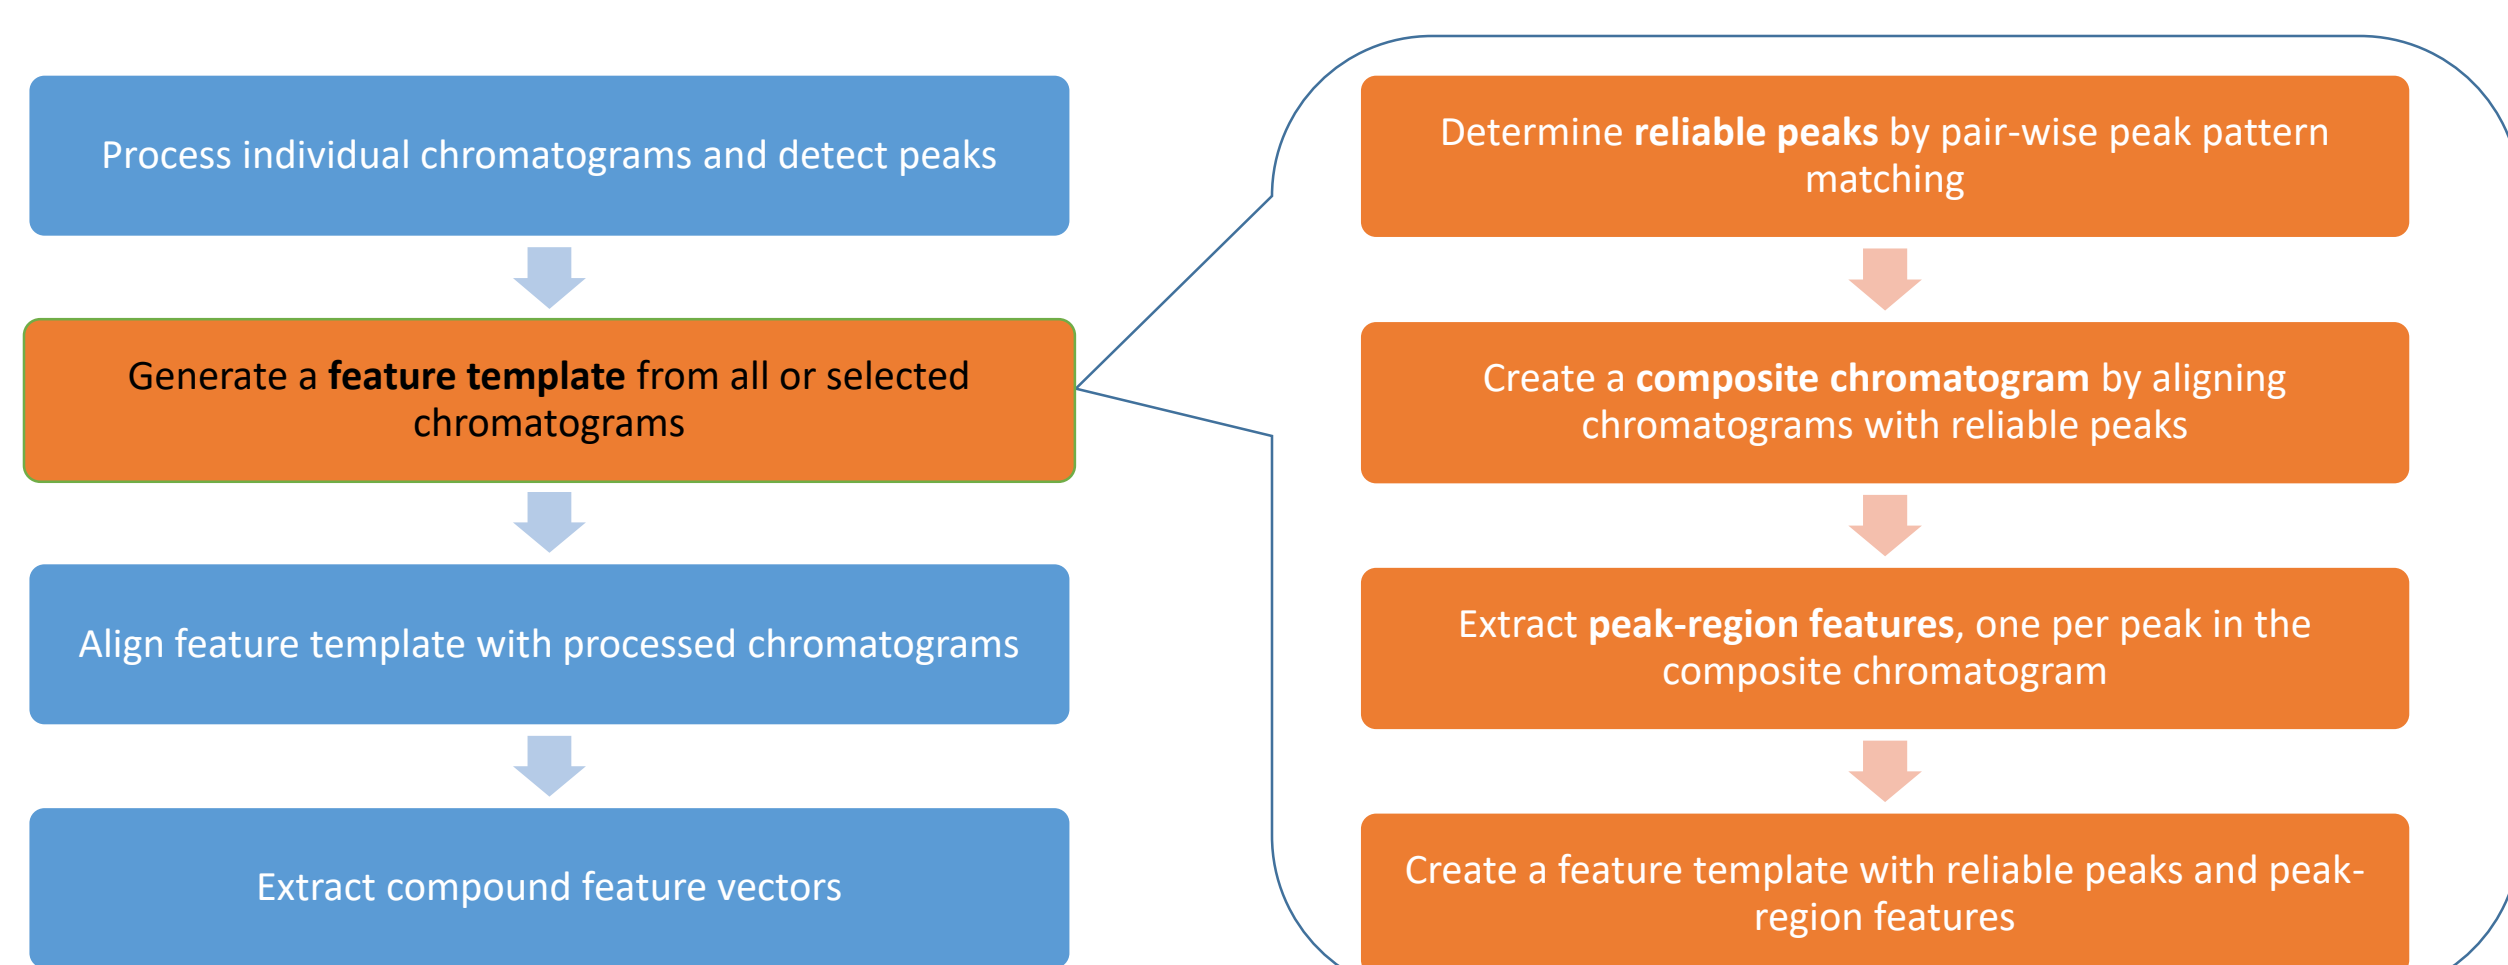 Process individual chromatograms and detect peaks
Generate a feature template from all or selected
chromatograms
Align feature template with processed chromatograms
Extract compound feature vectors
Determine reliable peaks by pair-wise peak pattern
matching
Create a composite chromatogram by aligning
chromatograms with reliable peaks
Extract peak-region features, one per peak in the
composite chromatogram
Create a feature template with reliable peaks and peak-
region features